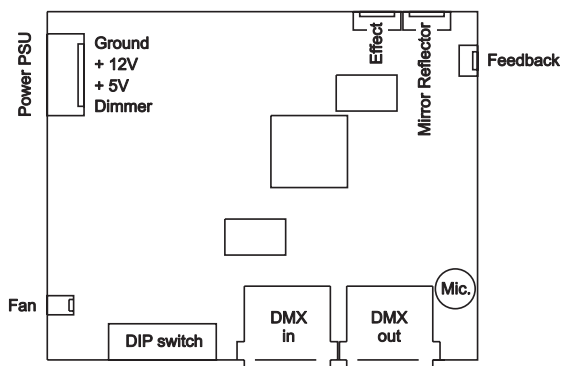 Power PSU
Ground
+ 12V
+ 5V
Dimmer
Effect
Mirror Reflector
Feedback
Fan
Mic.
DIP switch
DMX
in
DMX
out